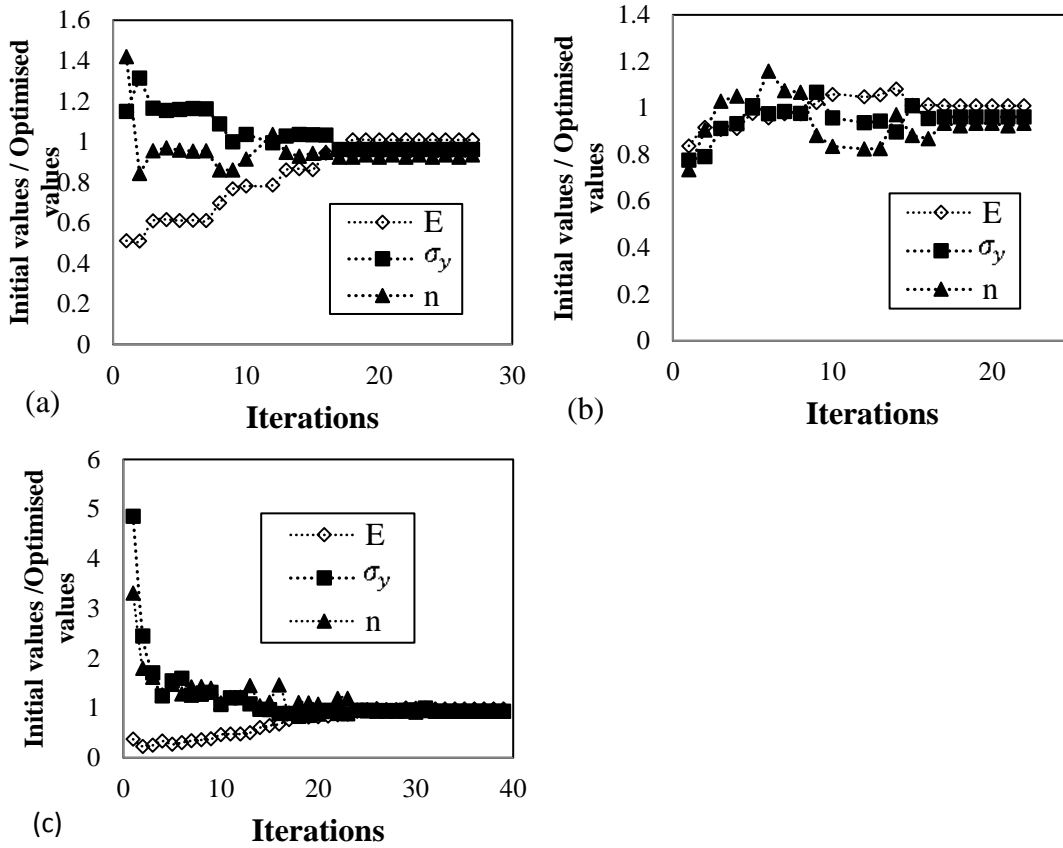 Initial values / Optimised
values
1.6
1.4
1.2
1
0.8
0.6
0.4
0.2
0
E
σy
n
0
10
20
30
Iterations
(a)
Initial values / Optimised
values
1.4
1.2
1
0.8
0.6
0.4
0.2
0
E
σy
n
0
10
20
Iterations
(b)
Initial values /Optimised
values
6
5
4
3
2
1
0
E
σy
n
0
10
20
30
40
Iterations
(c)